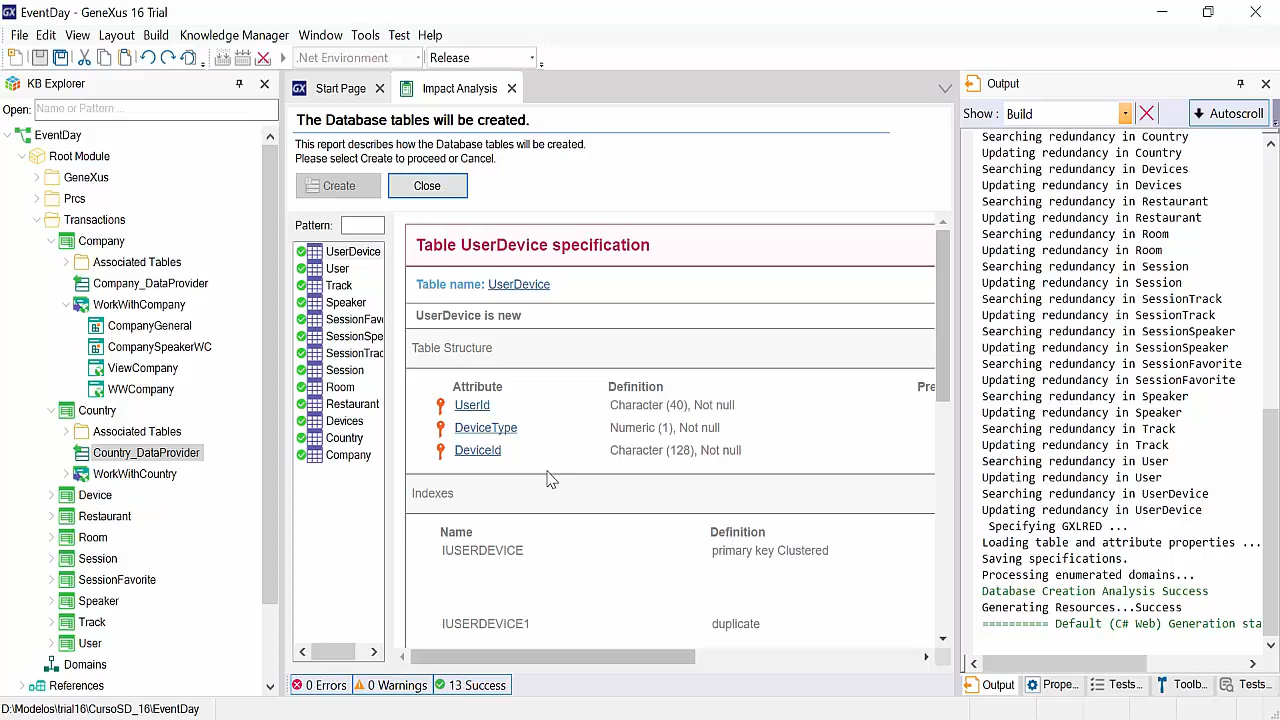 EventDay - GeneXus 16 Trial
File Edit View Layout Build Knowledge Manager Window Tools Test Help
.Net Environment Release
KB Explorer
Open: Name or Pattern ...
EventDay
Root Module
GeneXus
Prcs
Transactions
Company
Associated Tables
Company_DataProvider
WorkWithCompany
CompanyGeneral
CompanySpeakerWC
ViewCompany
WWCompany
Country
Associated Tables
Country_DataProvider
WorkWithCountry
Device
Restaurant
Room
Session
SessionFavorite
Speaker
Track
User
Domains
References
Start Page Impact Analysis
The Database tables will be created.
This report describes how the Database tables will be created.
Please select Create to proceed or Cancel.
Create Close
Pattern:
UserDevice
User
Track
Speaker
SessionFav
SessionSpe
SessionTrac
Session
Room
Restaurant
Devices
Country
Company
Table UserDevice specification
Table name: UserDevice
UserDevice is new
Table Structure
Attribute Definition Pre
UserId Character (40), Not null
DeviceType Numeric (1), Not null
DeviceId Character (128), Not null
Indexes
Name Definition
IUSERDEVICE primary key Clustered
IUSERDEVICE1 duplicate
0 Errors 0 Warnings 13 Success
Output
Show : Build Autoscroll
Searching redundancy in Country
Updating redundancy in Country
Searching redundancy in Devices
Updating redundancy in Devices
Searching redundancy in Restaurant
Updating redundancy in Restaurant
Searching redundancy in Room
Updating redundancy in Room
Searching redundancy in Session
Updating redundancy in Session
Searching redundancy in SessionTrack
Updating redundancy in SessionTrack
Searching redundancy in SessionSpeaker
Updating redundancy in SessionSpeaker
Searching redundancy in SessionFavorite
Updating redundancy in SessionFavorite
Searching redundancy in Speaker
Updating redundancy in Speaker
Searching redundancy in Track
Updating redundancy in Track
Searching redundancy in User
Updating redundancy in User
Searching redundancy in UserDevice
Updating redundancy in UserDevice
Specifying GXLRED ...
Loading table and attribute properties ...
Saving specifications.
Processing enumerated domains...
Database Creation Analysis Success
Generating Resources...Success
========== Default (C# Web) Generation sta
Output Prope... Tests... Toolb... Tests...
D:\Modelos\trial16\CursoSD_16\EventDay